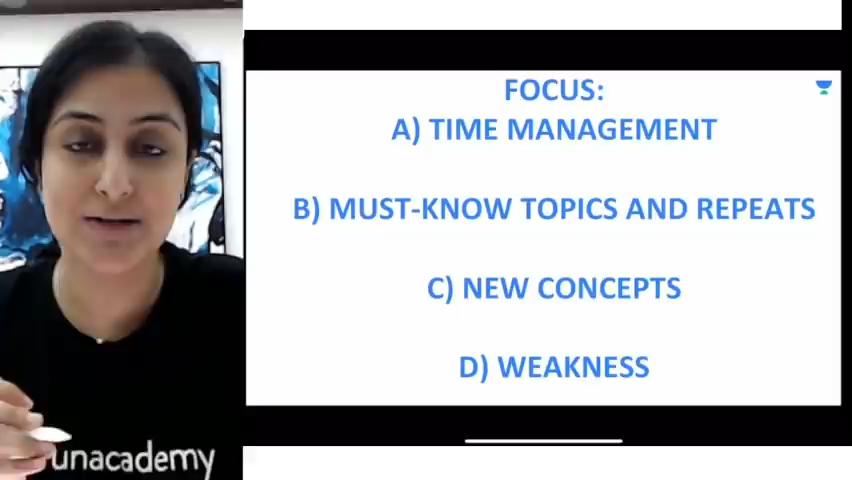 FOCUS:
A) TIME MANAGEMENT
B) MUST-KNOW TOPICS AND REPEATS
C) NEW CONCEPTS
D) WEAKNESS
unacademy